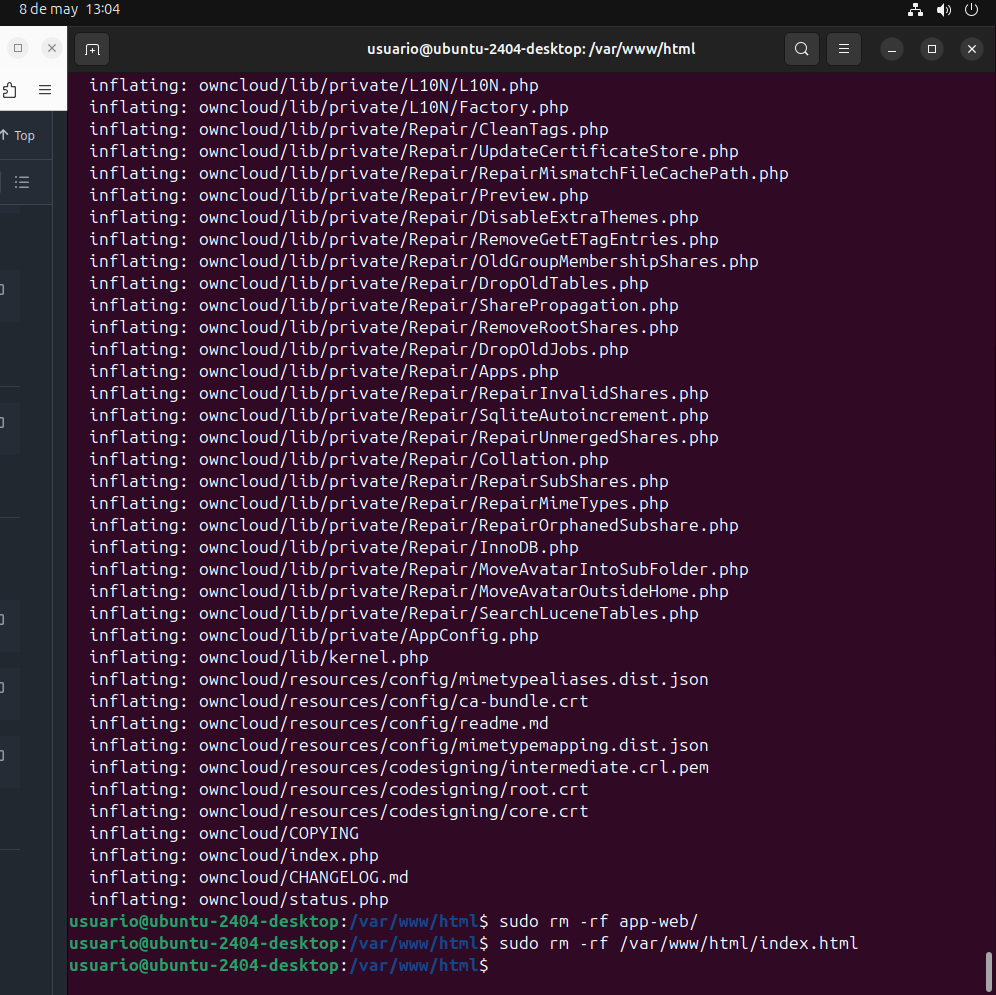 8 de may 13:04
usuario@ubuntu-2404-desktop: /var/www/html
Top
inflating: owncloud/lib/private/L10N/L10N.php
inflating: owncloud/lib/private/L10N/Factory.php
inflating: owncloud/lib/private/Repair/CleanTags.php
inflating: owncloud/lib/private/Repair/UpdateCertificateStore.php
inflating: owncloud/lib/private/Repair/RepairMismatchFileCachePath.php
inflating: owncloud/lib/private/Repair/Preview.php
inflating: owncloud/lib/private/Repair/DisableExtraThemes.php
inflating: owncloud/lib/private/Repair/RemoveGetETagEntries.php
inflating: owncloud/lib/private/Repair/OldGroupMembershipShares.php
inflating: owncloud/lib/private/Repair/DropOldTables.php
inflating: owncloud/lib/private/Repair/SharePropagation.php
inflating: owncloud/lib/private/Repair/RemoveRootShares.php
inflating: owncloud/lib/private/Repair/DropOldJobs.php
inflating: owncloud/lib/private/Repair/Apps.php
inflating: owncloud/lib/private/Repair/RepairInvalidShares.php
inflating: owncloud/lib/private/Repair/SqliteAutoincrement.php
inflating: owncloud/lib/private/Repair/RepairUnmergedShares.php
inflating: owncloud/lib/private/Repair/Collation.php
inflating: owncloud/lib/private/Repair/RepairSubShares.php
inflating: owncloud/lib/private/Repair/RepairMimeTypes.php
inflating: owncloud/lib/private/Repair/RepairOrphanedSubshare.php
inflating: owncloud/lib/private/Repair/InnoDB.php
inflating: owncloud/lib/private/Repair/MoveAvatarIntoSubFolder.php
inflating: owncloud/lib/private/Repair/MoveAvatarOutsideHome.php
inflating: owncloud/lib/private/Repair/SearchLuceneTables.php
inflating: owncloud/lib/private/AppConfig.php
inflating: owncloud/lib/kernel.php
inflating: owncloud/resources/config/mimetypealiases.dist.json
inflating: owncloud/resources/config/ca-bundle.crt
inflating: owncloud/resources/config/readme.md
inflating: owncloud/resources/config/mimetypemapping.dist.json
inflating: owncloud/resources/codesigning/intermediate.crl.pem
inflating: owncloud/resources/codesigning/root.crt
inflating: owncloud/resources/codesigning/core.crt
inflating: owncloud/COPYING
inflating: owncloud/index.php
inflating: owncloud/CHANGELOG.md
inflating: owncloud/status.php
usuario@ubuntu-2404-desktop:/var/www/html$ sudo rm -rf app-web/
usuario@ubuntu-2404-desktop:/var/www/html$ sudo rm -rf /var/www/html/index.html
usuario@ubuntu-2404-desktop:/var/www/html$